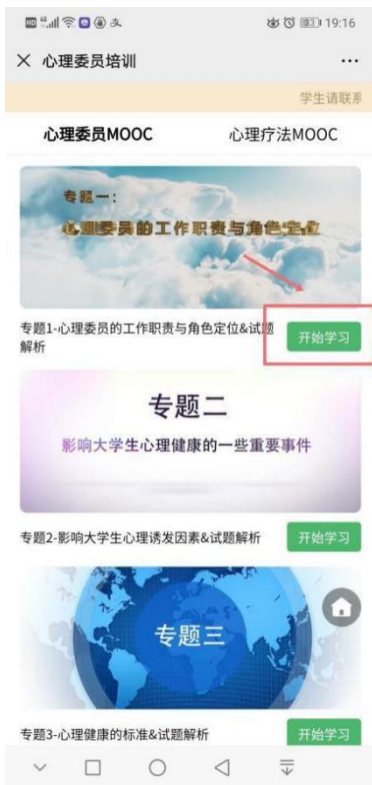 HD 46 19:16
心理委员培训
学生请联系
心理委员MOOC 心理疗法MOOC
专题一：
心理委员的工作职责与角色定位
专题1-心理委员的工作职责与角色定位&试题
解析
开始学习
专题二
影响大学生心理健康的一些重要事件
专题2-影响大学生心理诱发因素&试题解析
开始学习
专题三
专题3-心理健康的标准&试题解析
开始学习